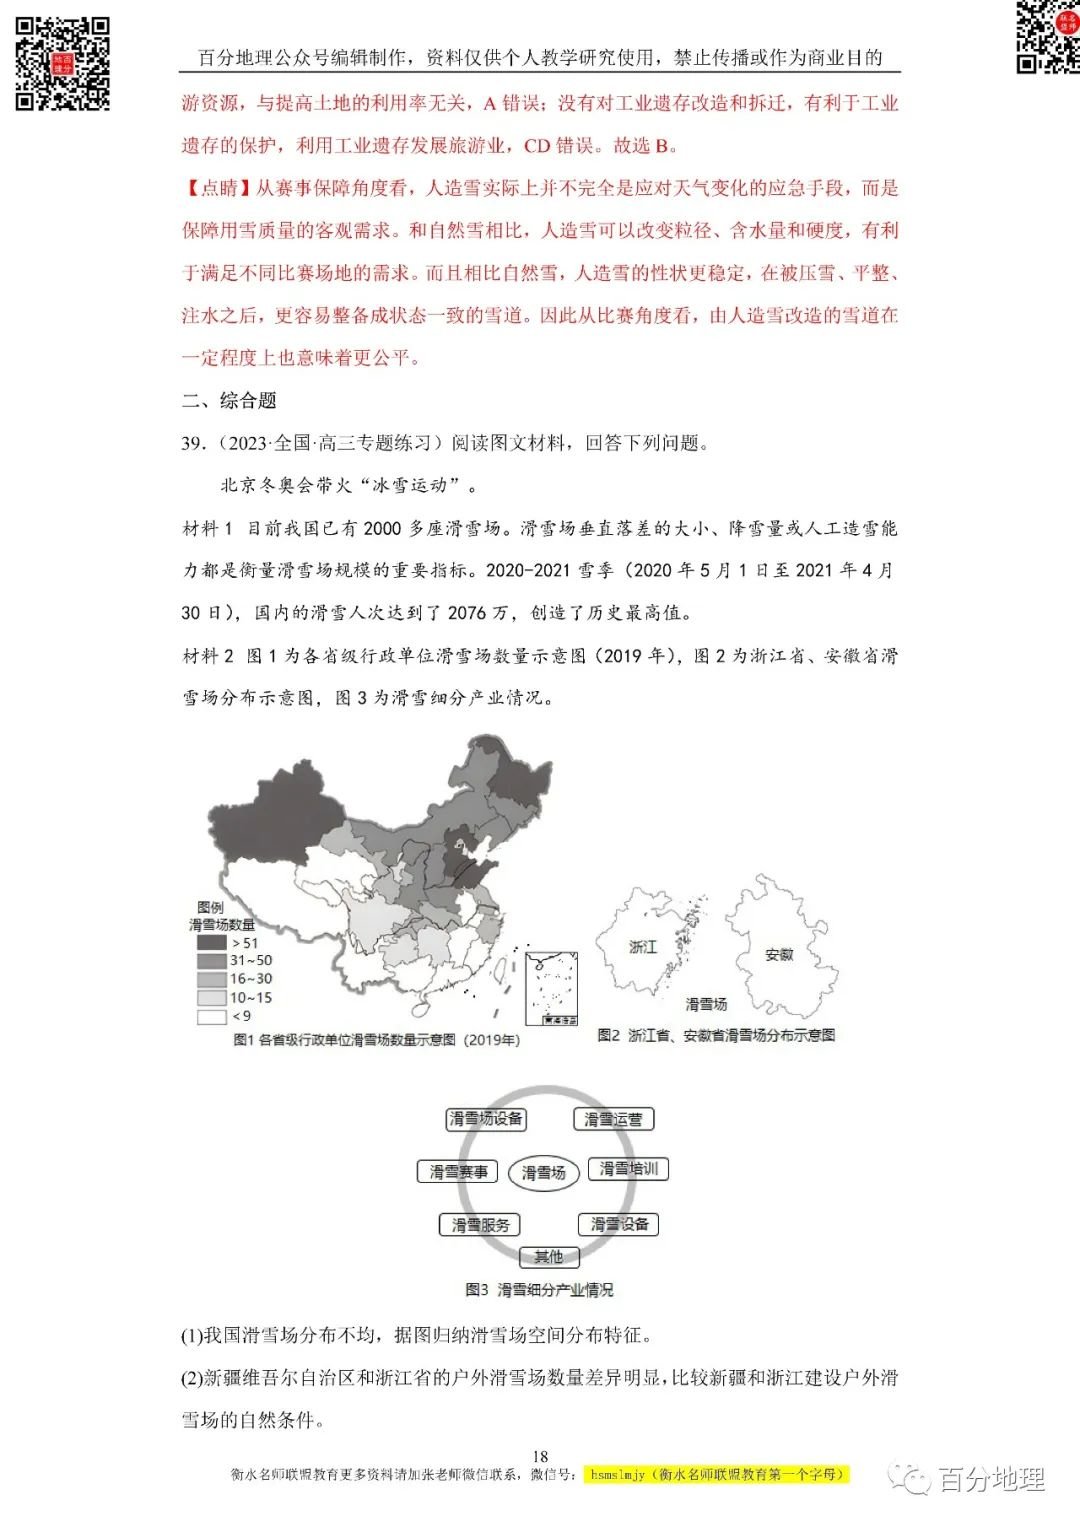 百分地理公众号编辑制作，资料仅供个人教学研究使用，禁止传播或作为商业目的
游资源，与提高土地的利用率无关，A 错误；没有对工业遗存改造和拆迁，有利于工业
遗存的保护，利用工业遗存发展旅游业，CD 错误。故选 B。
【点睛】从赛事保障角度看，人造雪实际上并不完全是应对天气变化的应急手段，而是
保障用雪质量的客观需求。和自然雪相比，人造雪可以改变粒径、含水量和硬度，有利
于满足不同比赛场地的需求。而且相比自然雪，人造雪的性状更稳定，在被压雪、平整、
注水之后，更容易整备成状态一致的雪道。因此从比赛角度看，由人造雪改造的雪道在
一定程度上也意味着更公平。
二、综合题
39．（2023·全国·高三专题练习）阅读图文材料，回答下列问题。
北京冬奥会带火“冰雪运动”。
材料 1 目前我国已有 2000 多座滑雪场。滑雪场垂直落差的大小、降雪量或人工造雪能
力都是衡量滑雪场规模的重要指标。2020-2021 雪季（2020 年 5 月 1 日至 2021 年 4 月
30 日），国内的滑雪人次达到了 2076 万，创造了历史最高值。
材料 2 图 1 为各省级行政单位滑雪场数量示意图（2019 年），图 2 为浙江省、安徽省滑
雪场分布示意图，图 3 为滑雪细分产业情况。
图例
滑雪场数量
>51
31~50
16~30
10~15
<9
南海诸岛
图1 各省级行政单位滑雪场数量示意图（2019年）
浙江
安徽
滑雪场
图2 浙江省、安徽省滑雪场分布示意图
滑雪场设备
滑雪运营
滑雪赛事
滑雪场
滑雪培训
滑雪服务
滑雪设备
其他
图3 滑雪细分产业情况
(1)我国滑雪场分布不均，据图归纳滑雪场空间分布特征。
(2)新疆维吾尔自治区和浙江省的户外滑雪场数量差异明显，比较新疆和浙江建设户外滑
雪场的自然条件。
18
衡水名师联盟教育更多资料请加张老师微信联系，微信号： hsmslmjy（衡水名师联盟教育第一个字母）
百分地理